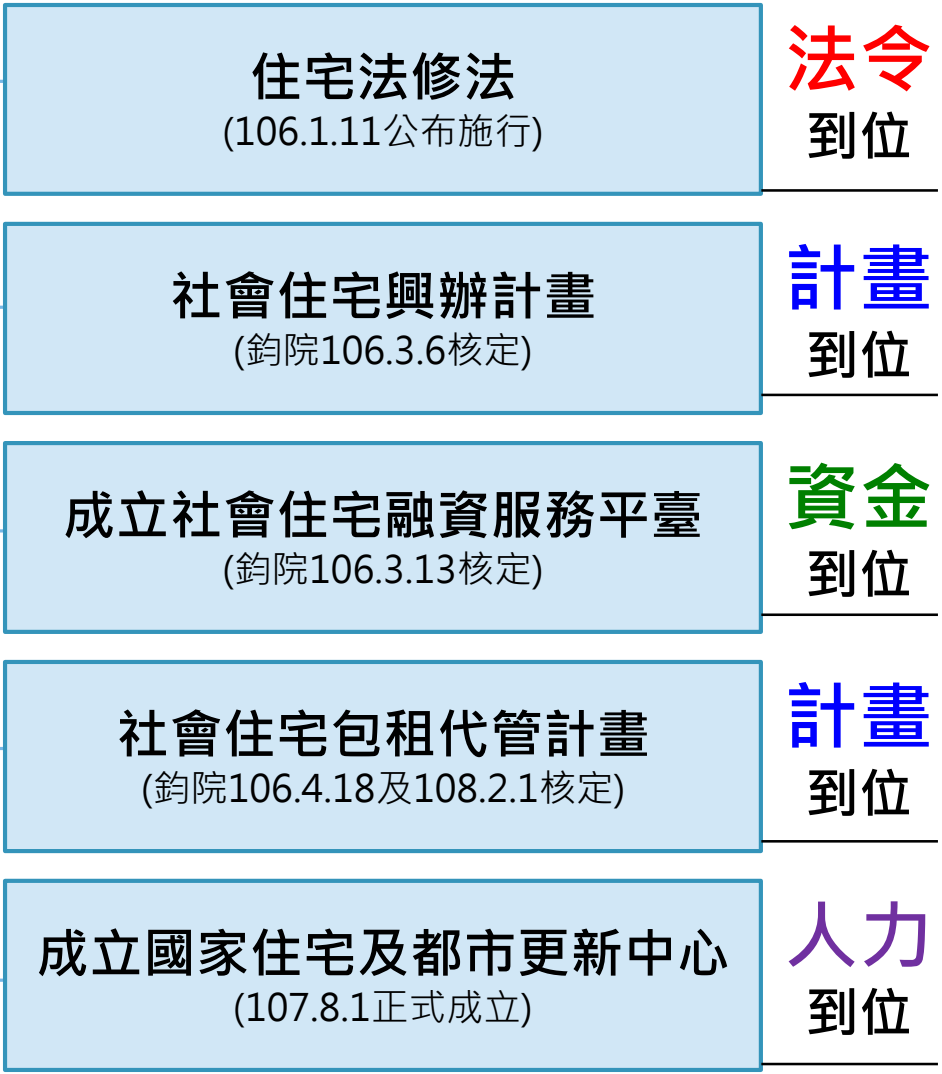 住宅法修法
(106.1.11公布施行)
法令
到位
社會住宅興辦計畫
(鈞院106.3.6核定)
計畫
到位
成立社會住宅融資服務平臺
(鈞院106.3.13核定)
資金
到位
社會住宅包租代管計畫
(鈞院106.4.18及108.2.1核定)
計畫
到位
成立國家住宅及都市更新中心
(107.8.1正式成立)
人力
到位